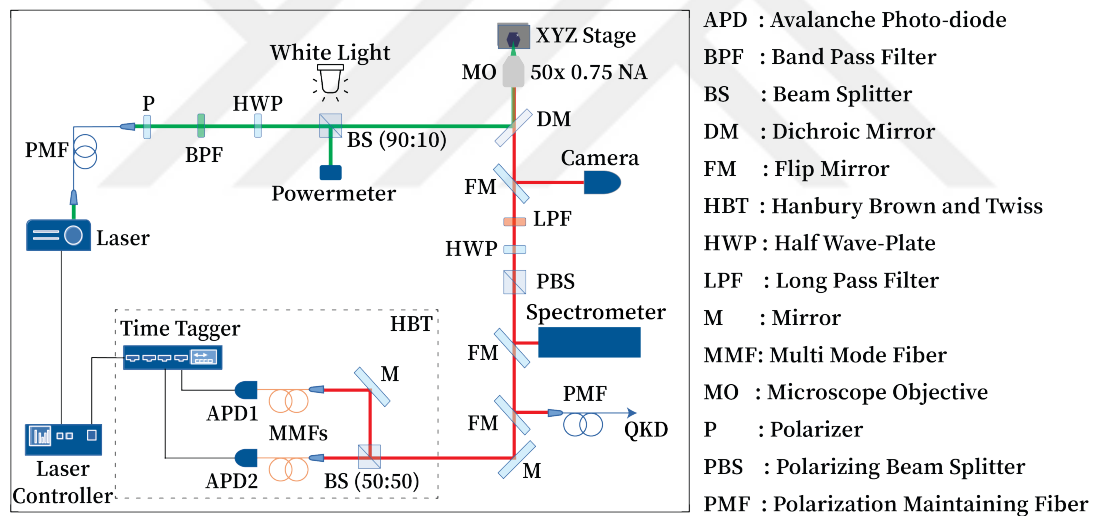 XYZ Stage
White Light
MO
50x 0.75 NA
P
HWP
DM
BS (90:10)
PMF
BPF
Camera
Powermeter
FM
LPF
Laser
HWP
PBS
Spectrometer
HBT
Time Tagger
FM
M
PMF
APD1
FM
QKD
MMFs
Laser
Controller
APD2
BS (50:50)
M
APD : Avalanche Photo-diode
BPF : Band Pass Filter
BS : Beam Splitter
DM : Dichroic Mirror
FM : Flip Mirror
HBT : Hanbury Brown and Twiss
HWP : Half Wave-Plate
LPF : Long Pass Filter
M : Mirror
MMF: Multi Mode Fiber
MO : Microscope Objective
P : Polarizer
PBS : Polarizing Beam Splitter
PMF : Polarization Maintaining Fiber